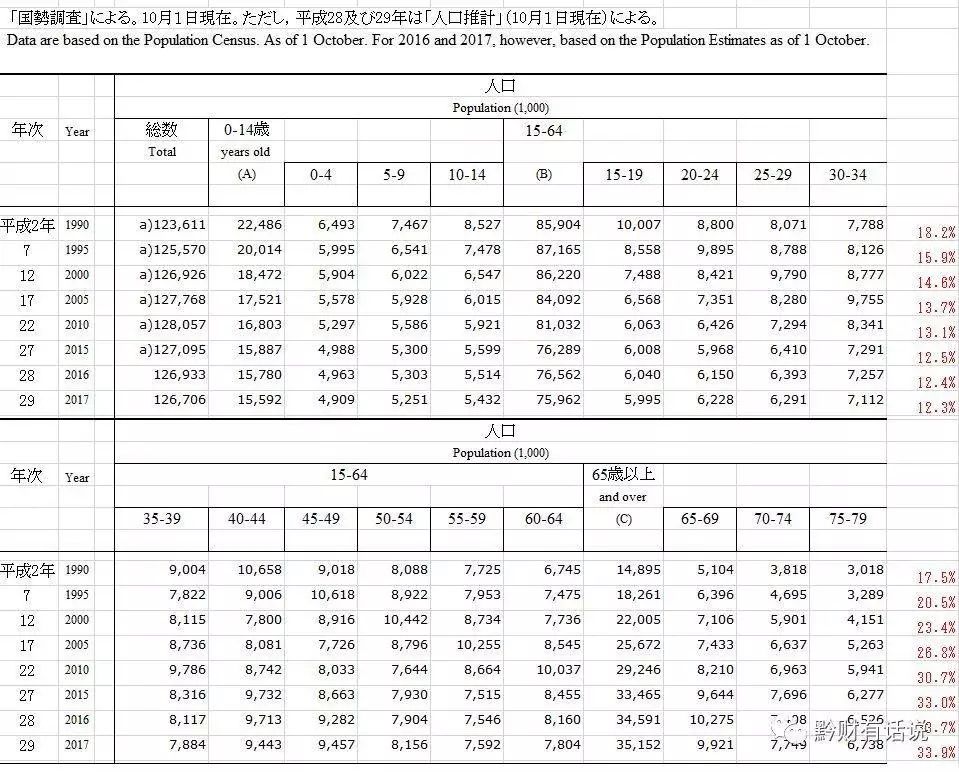 「国勢調査」による。10月1日現在。ただし，平成28及び29年は「人口推計」（10月1日現在）による。
Data are based on the Population Census. As of 1 October. For 2016 and 2017, however, based on the Population Estimates as of 1 October.
人口
Population (1,000)
年次 Year 総数 0-14歳 15-64
Total years old
(A) 0-4 5-9 10-14 (B) 15-19 20-24 25-29 30-34
平成2年 1990 a)123,611 22,486 6,493 7,467 8,527 85,904 10,007 8,800 8,071 7,788 18.2%
7 1995 a)125,570 20,014 5,995 6,541 7,478 87,165 8,558 9,895 8,788 8,126 15.9%
12 2000 a)126,926 18,472 5,904 6,022 6,547 86,220 7,488 8,421 9,790 8,777 14.6%
17 2005 a)127,768 17,521 5,578 5,928 6,015 84,092 6,568 7,351 8,280 9,755 13.7%
22 2010 a)128,057 16,803 5,297 5,586 5,921 81,032 6,063 6,426 7,294 8,341 13.1%
27 2015 a)127,095 15,887 4,988 5,300 5,599 76,289 6,008 5,968 6,410 7,291 12.5%
28 2016 126,933 15,780 4,963 5,303 5,514 76,562 6,040 6,150 6,393 7,257 12.4%
29 2017 126,706 15,592 4,909 5,251 5,432 75,962 5,995 6,228 6,291 7,112 12.3%
人口
Population (1,000)
年次 Year 15-64 65歳以上
and over
35-39 40-44 45-49 50-54 55-59 60-64 (C) 65-69 70-74 75-79
平成2年 1990 9,004 10,658 9,018 8,088 7,725 6,745 14,895 5,104 3,818 3,018 17.5%
7 1995 7,822 9,006 10,618 8,922 7,953 7,475 18,261 6,396 4,695 3,289 20.5%
12 2000 8,115 7,800 8,916 10,442 8,734 7,736 22,005 7,106 5,901 4,151 23.4%
17 2005 8,736 8,081 7,726 8,796 10,255 8,545 25,672 7,433 6,637 5,263 26.8%
22 2010 9,786 8,742 8,033 7,644 8,664 10,037 29,246 8,210 6,963 5,941 30.7%
27 2015 8,316 9,732 8,663 7,930 7,515 8,455 33,465 9,644 7,696 6,277 33.0%
28 2016 8,117 9,713 9,282 7,904 7,546 8,160 34,591 10,275 6,526
29 2017 7,884 9,443 9,457 8,156 7,592 7,804 35,152 9,921 7,749 6,738 33.9%
黔财有话说